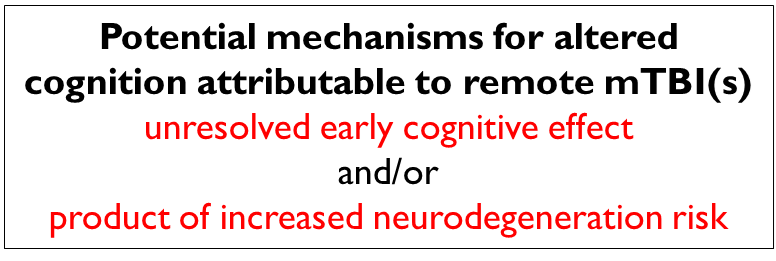 Potential mechanisms for altered
cognition attributable to remote mTBI(s)
unresolved early cognitive effect
and/or
product of increased neurodegeneration risk